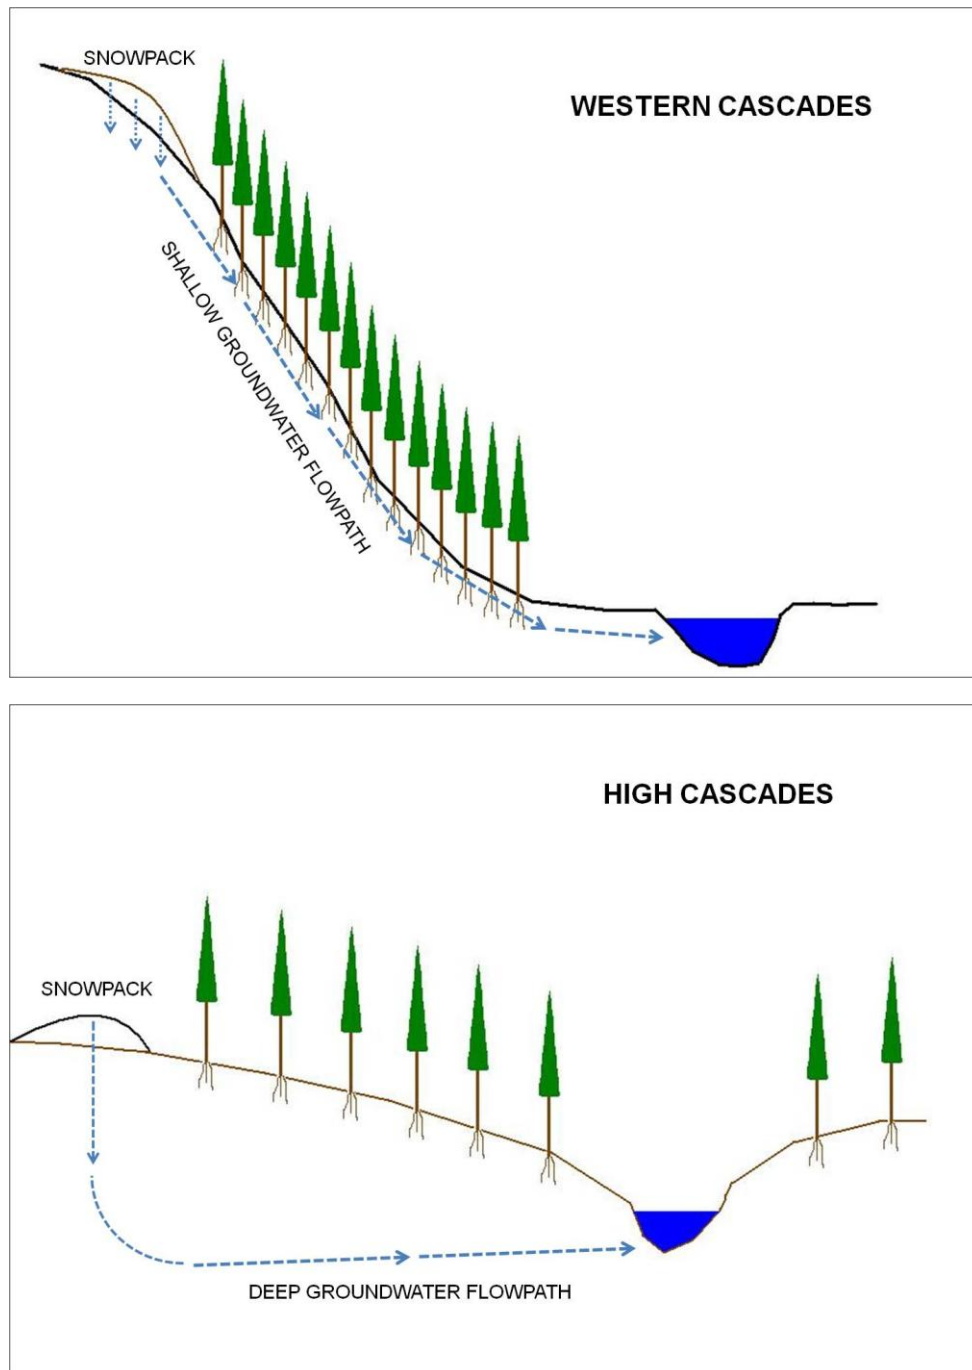 SNOWPACK
WESTERN CASCADES
SHALLOW GROUNDWATER FLOWPATH
HIGH CASCADES
SNOWPACK
DEEP GROUNDWATER FLOWPATH